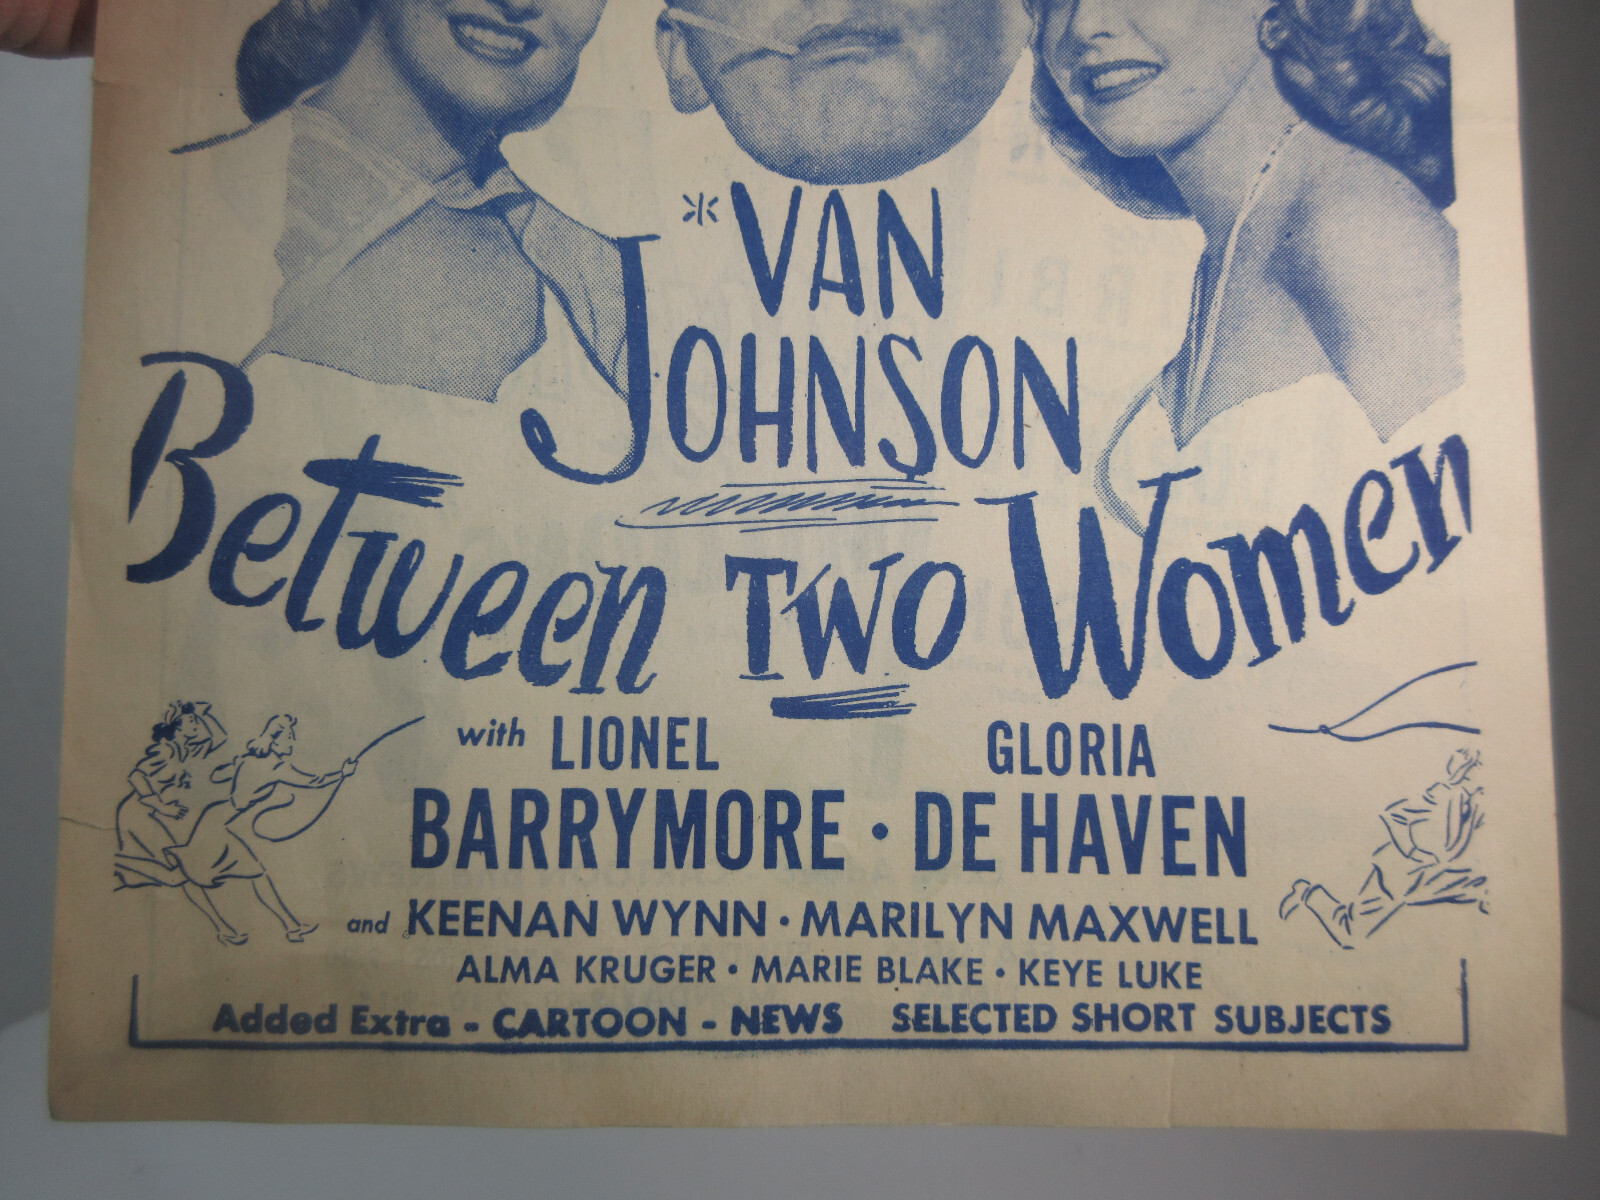 *VAN
JOHNSON
Between Two Women
with LIONEL BARRYMORE • GLORIA DE HAVEN
and KEENAN WYNN • MARILYN MAXWELL
ALMA KRUGER • MARIE BLAKE • KEYE LUKE
Added Extra - CARTOON - NEWS SELECTED SHORT SUBJECTS